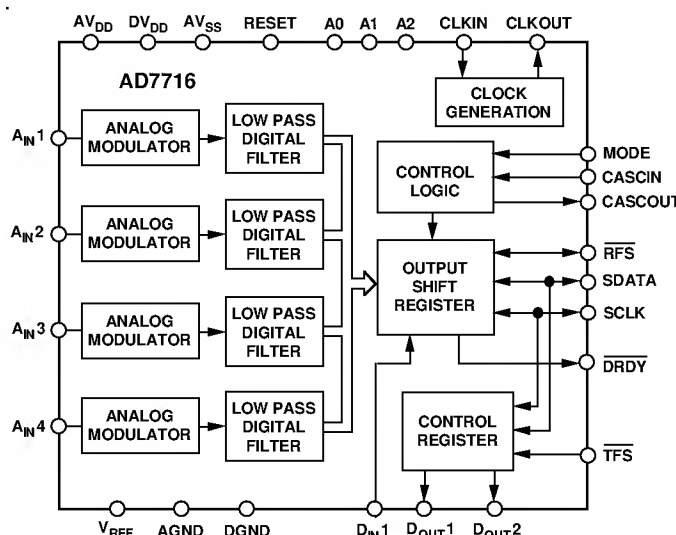 AVDD DVDD AVSS RESET A0 A1 A2 CLKIN CLKOUT
AD7716
CLOCK
GENERATION
AIN1
ANALOG
MODULATOR
LOW PASS
DIGITAL
FILTER
AIN2
ANALOG
MODULATOR
LOW PASS
DIGITAL
FILTER
AIN3
ANALOG
MODULATOR
LOW PASS
DIGITAL
FILTER
AIN4
ANALOG
MODULATOR
LOW PASS
DIGITAL
FILTER
CONTROL
LOGIC
MODE
CASCIN
CASCOUT
OUTPUT
SHIFT
REGISTER
RFS
SDATA
SCLK
DRDY
CONTROL
REGISTER
TFS
VREF AGND DGND DIN1 DOUT1 DOUT2